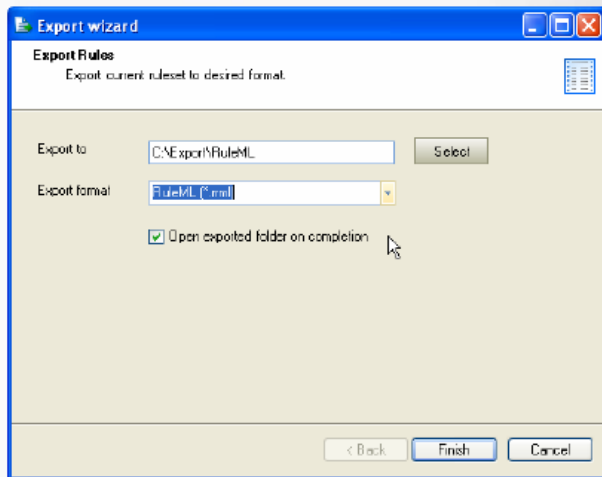 Export wizard
Export Rules
Export current ruleset to desired format.
Export to
C:\Export\RuleML
Select
Export format
RuleML (*.rml)
Open exported folder on completion
< Back
Finish
Cancel